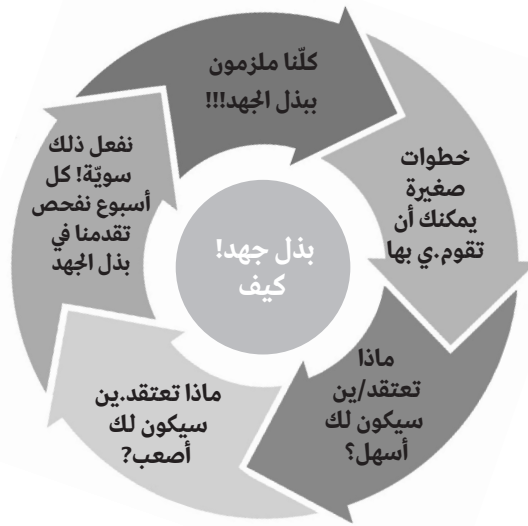 كلّنا ملزمون
ببذل الجهد!!!
خطوات
صغيرة
يمكنك أن
تقوم.ي بها
ماذا
تعتقد/ين
سيكون لك
أسهل؟
ماذا تعتقد.ين
سيكون لك
أصعب?
نفعل ذلك
سويّة! كل
أسبوع نفحص
تقدمنا في
بذل الجهد
بذل جهد!
كيف